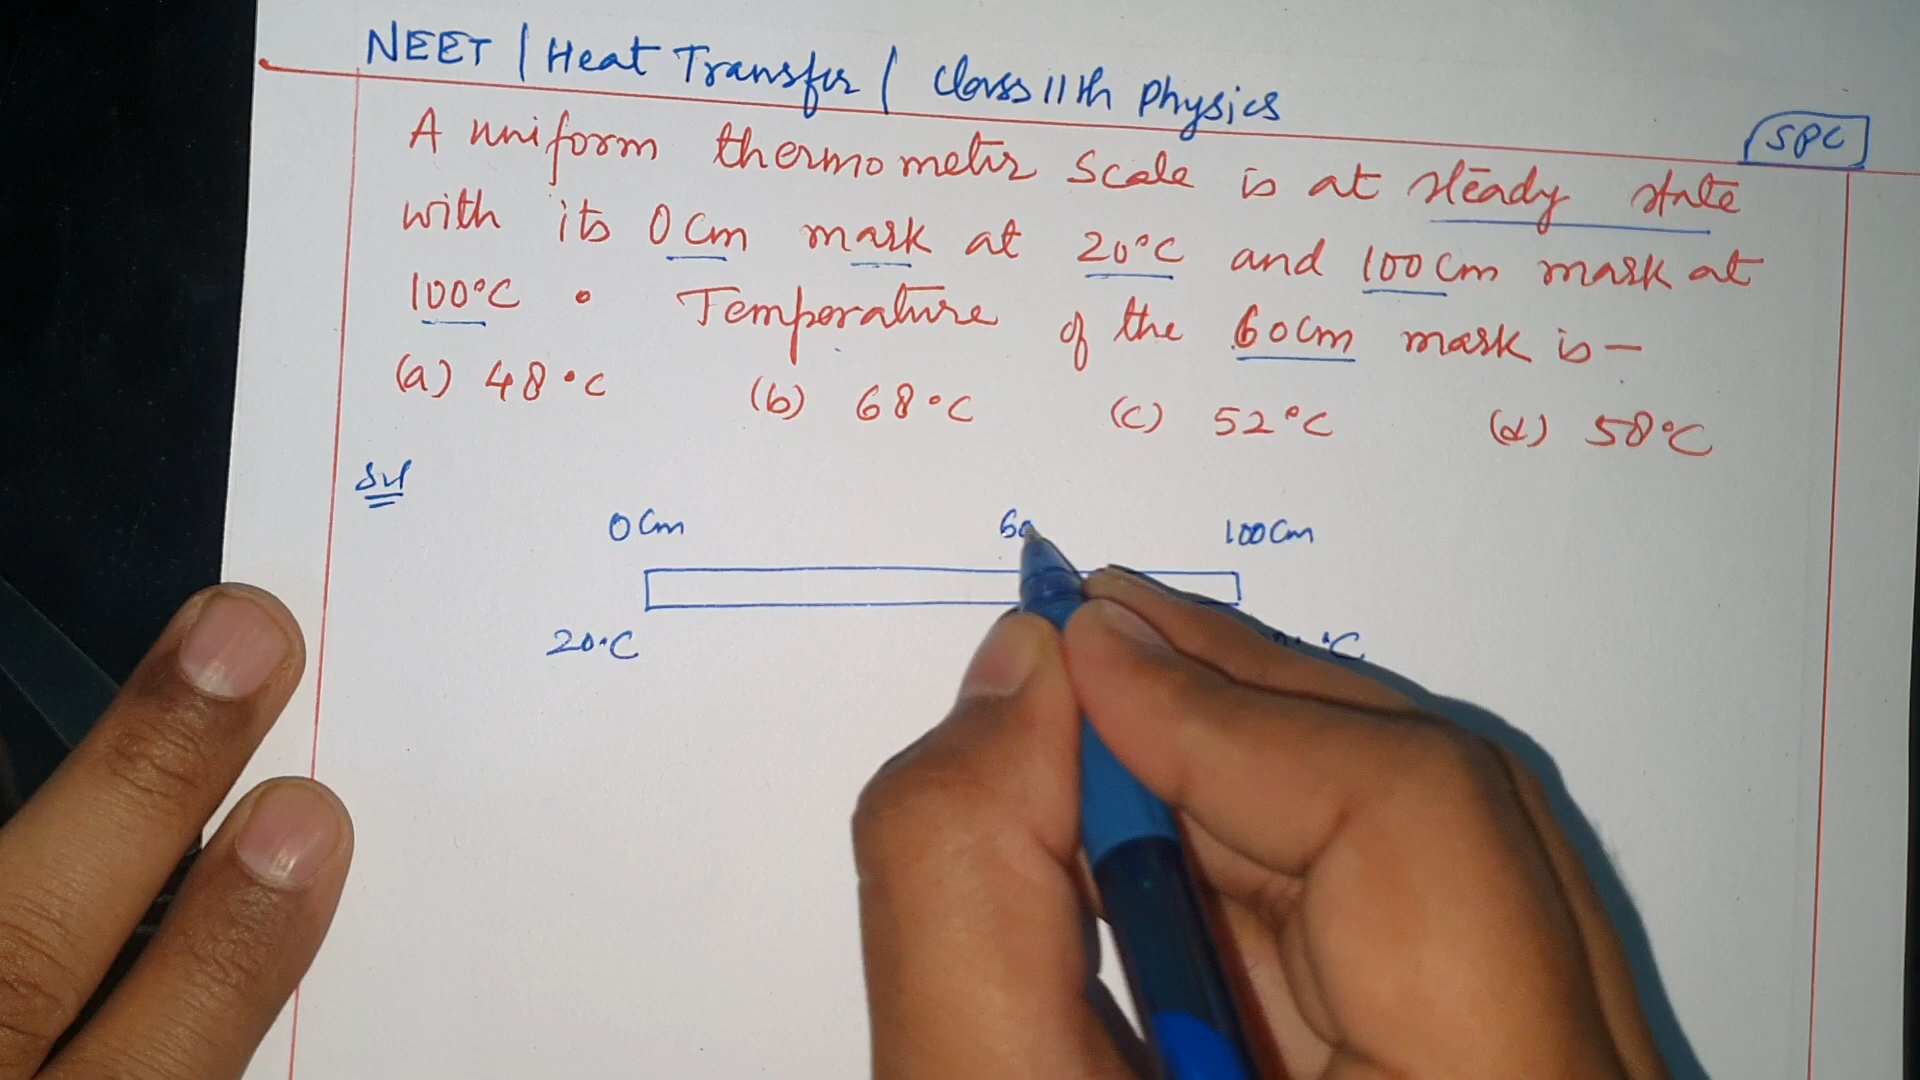 NEET | Heat Transfer | Class 11th Physics
SPC
A uniform thermometer Scale is at steady state
with its 0 Cm mark at 20°C and 100 Cm mark at
100°C . Temperature of the 60Cm mark is –
(a) 48°C (b) 68°C (c) 52°C (d) 58°C
Sol
0 Cm 60 100 Cm
20°C °C